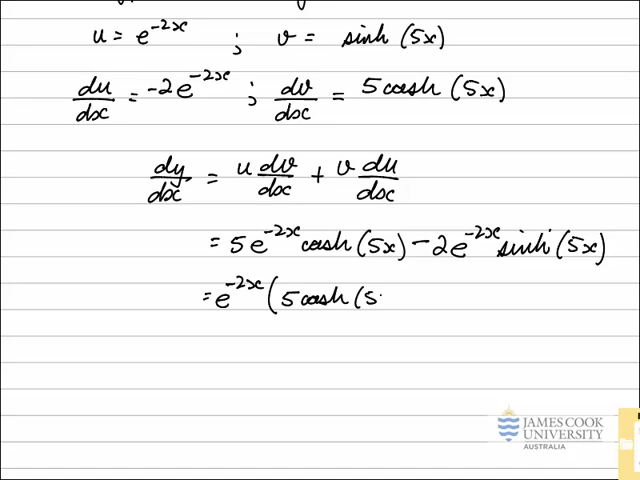 u = e^{-2x} ; v = sinh (5x)
du/dx = -2e^{-2x} ; dv/dx = 5 cosh (5x)
dy/dx = u dv/dx + v du/dx
= 5e^{-2x} cosh (5x) - 2e^{-2x} sinh (5x)
= e^{-2x} (5 cosh (5
JAMES COOK
UNIVERSITY
AUSTRALIA